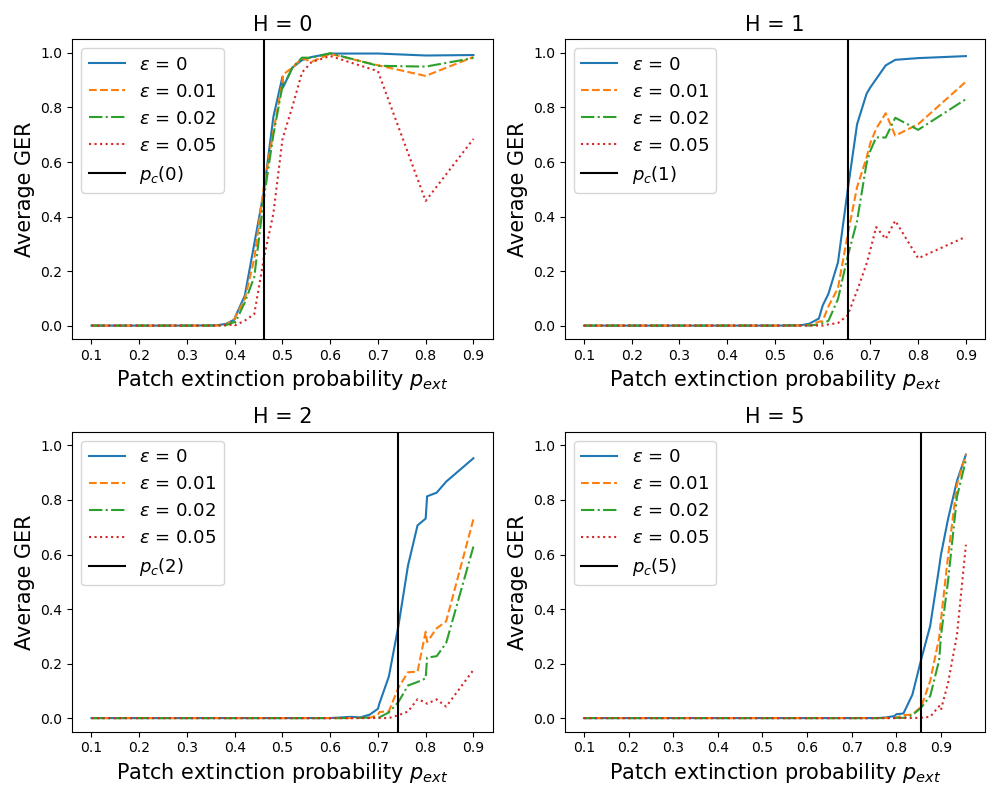 H = 0
1.0
0.8
0.6
0.4
0.2
0.0
Average GER
ε = 0
ε = 0.01
ε = 0.02
ε = 0.05
p_c(0)
0.1 0.2 0.3 0.4 0.5 0.6 0.7 0.8 0.9
Patch extinction probability p_ext
H = 1
1.0
0.8
0.6
0.4
0.2
0.0
Average GER
ε = 0
ε = 0.01
ε = 0.02
ε = 0.05
p_c(1)
0.1 0.2 0.3 0.4 0.5 0.6 0.7 0.8 0.9
Patch extinction probability p_ext
H = 2
1.0
0.8
0.6
0.4
0.2
0.0
Average GER
ε = 0
ε = 0.01
ε = 0.02
ε = 0.05
p_c(2)
0.1 0.2 0.3 0.4 0.5 0.6 0.7 0.8 0.9
Patch extinction probability p_ext
H = 5
1.0
0.8
0.6
0.4
0.2
0.0
Average GER
ε = 0
ε = 0.01
ε = 0.02
ε = 0.05
p_c(5)
0.1 0.2 0.3 0.4 0.5 0.6 0.7 0.8 0.9
Patch extinction probability p_ext